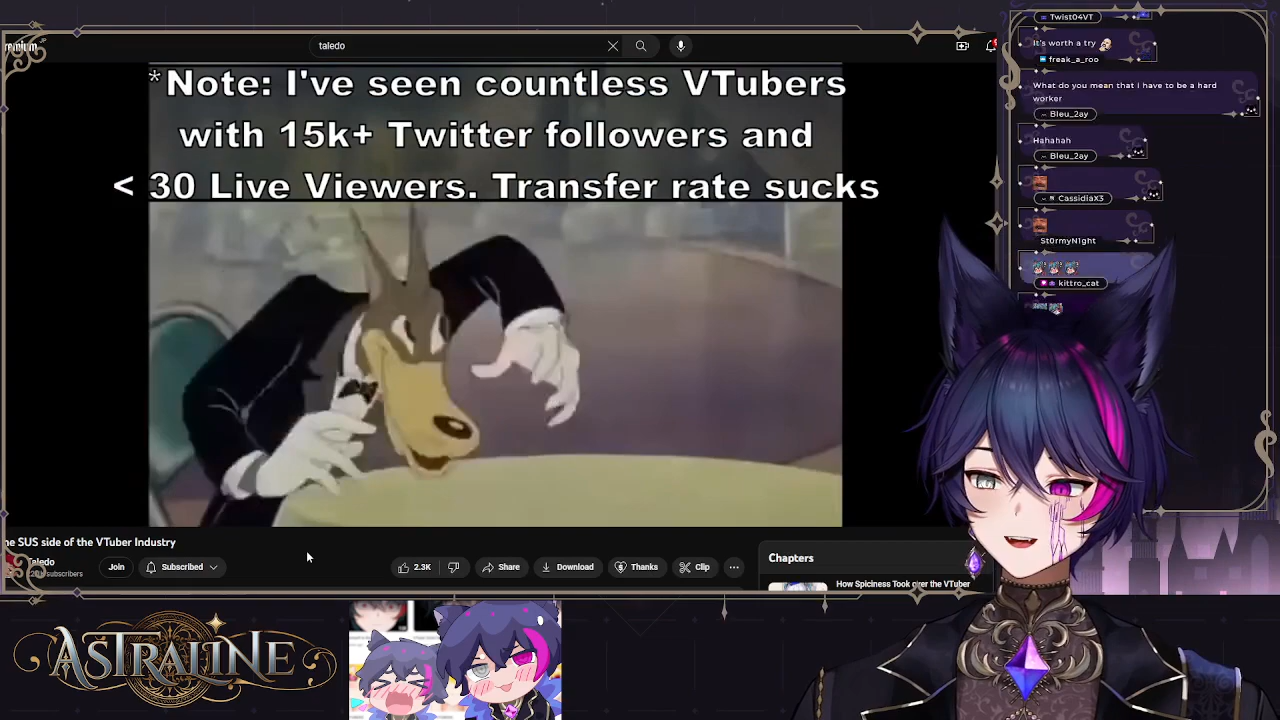 taledo
*Note: I've seen countless VTubers
with 15k+ Twitter followers and
< 30 Live Viewers. Transfer rate sucks
SUS side of the VTuber Industry
Taledo
subscribers
Join
Subscribed
2.3K
Share
Download
Thanks
Clip
Chapters
How Spiciness Took over the VTuber
Twist04VT
It's worth a try
freak_a_roo
What do you mean that I have to be a hard
worker
Bleu_2ay
Hahahah
Bleu_2ay
CassidiaX3
St0rmyN1ght
kittro_cat
ASTRALINE